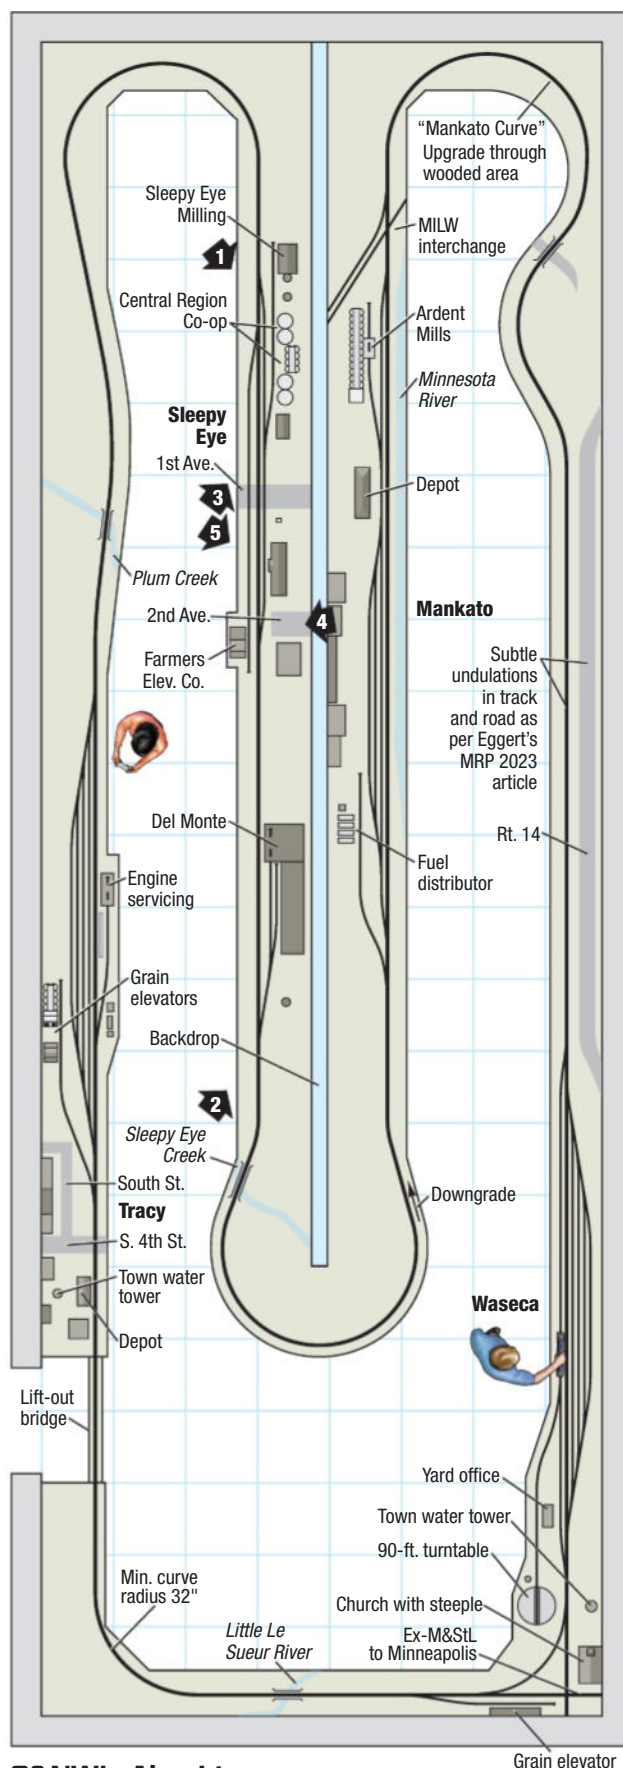 “Mankato Curve”
Upgrade through
wooded area
Sleepy Eye
Milling
1
MILW
interchange
Central Region
Co-op
Ardent
Mills
Minnesota
River
Sleepy
Eye
1st Ave.
3
Depot
5
Plum Creek
2nd Ave.
4
Mankato
Farmers
Elev. Co.
Subtle
undulations
in track
and road as
per Eggert’s
MRP 2023
article
Del Monte
Rt. 14
Engine
servicing
Fuel
distributor
Grain
elevators
Backdrop
2
Sleepy Eye
Creek
South St.
Downgrade
Tracy
S. 4th St.
Town water
tower
Waseca
Depot
Lift-out
bridge
Yard office
Town water tower
90-ft. turntable
Min. curve
radius 32"
Church with steeple
Little Le
Sueur River
Ex-M&StL
to Minneapolis
Grain elevator